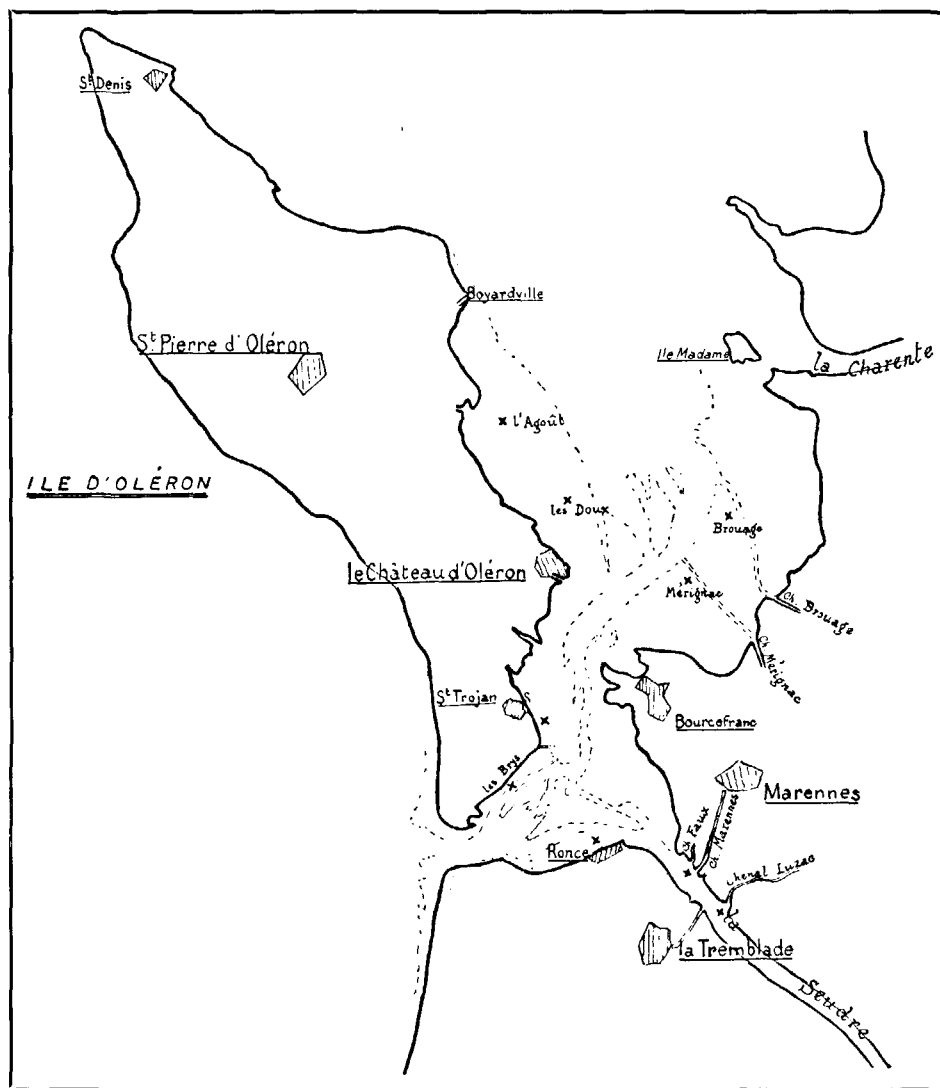 St Denis
Boyardville
St Pierre d'Oléron
Ile Madame
la Charente
l'Agoût
ILE D'OLÉRON
les Doux
Brouage
le Château d'Oléron
Mérignac
Ch. Brouage
Ch. Mérignac
St Trojan
Bourcefranc
les Brys
Marennes
Faux
Ch. Marennes
Ronce
Chenal Luzac
la Tremblade
La Seudre